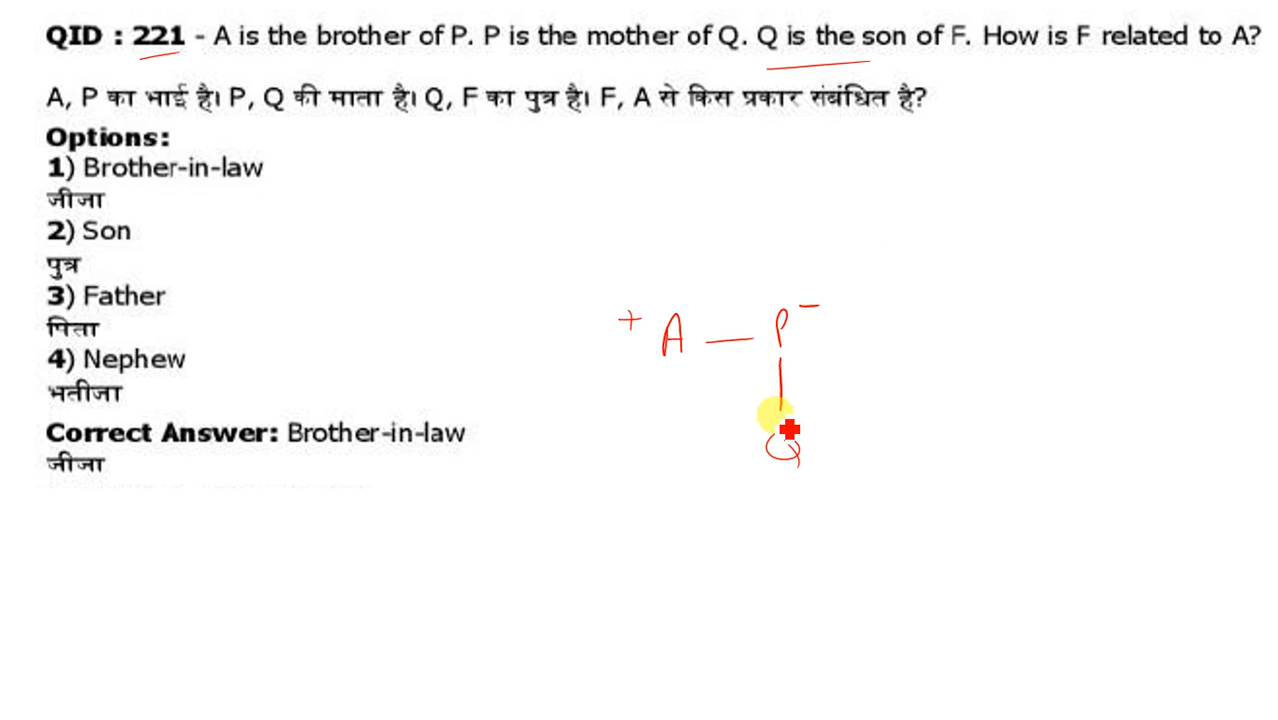 QID : 221 - A is the brother of P. P is the mother of Q. Q is the son of F. How is F related to A?
A, P का भाई है। P, Q की माता है। Q, F का पुत्र है। F, A से किस प्रकार संबंधित है?
Options:
1) Brother-in-law
जीजा
2) Son
पुत्र
3) Father
पिता
4) Nephew
भतीजा
Correct Answer: Brother-in-law
जीजा
+ A — P −
Q